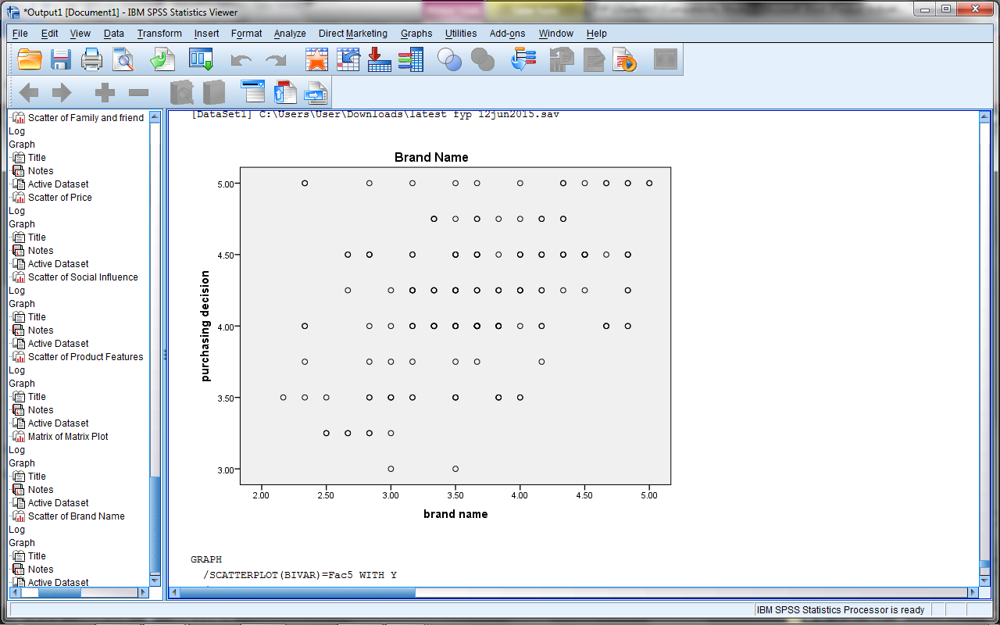 *Output1 [Document1] - IBM SPSS Statistics Viewer
File Edit View Data Transform Insert Format Analyze Direct Marketing Graphs Utilities Add-ons Window Help
Scatter of Family and friend
Log
Graph
Title
Notes
Active Dataset
Scatter of Price
Log
Graph
Title
Notes
Active Dataset
Scatter of Social Influence
Log
Graph
Title
Notes
Active Dataset
Scatter of Product Features
Log
Graph
Title
Notes
Active Dataset
Matrix of Matrix Plot
Log
Graph
Title
Notes
Active Dataset
Scatter of Brand Name
Log
Graph
Title
Notes
Active Dataset
[DataSet1] C:\Users\User\Downloads\latest fyp 12jun2015.sav
Brand Name
purchasing decision
5.00
4.50
4.00
3.50
3.00
2.00 2.50 3.00 3.50 4.00 4.50 5.00
brand name
GRAPH
/SCATTERPLOT(BIVAR)=Fac5 WITH Y
IBM SPSS Statistics Processor is ready